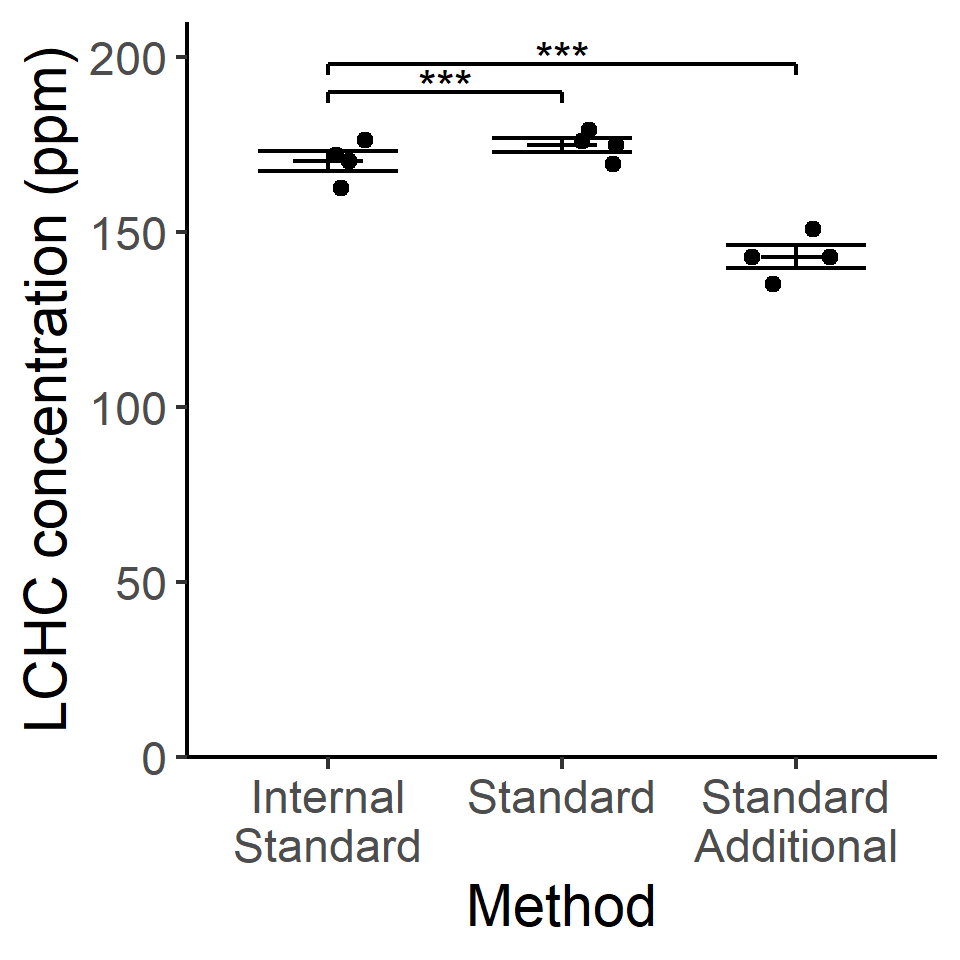 LCHC concentration (ppm)
200
150
100
50
0
***
***
Internal
Standard
Standard
Standard
Additional
Method